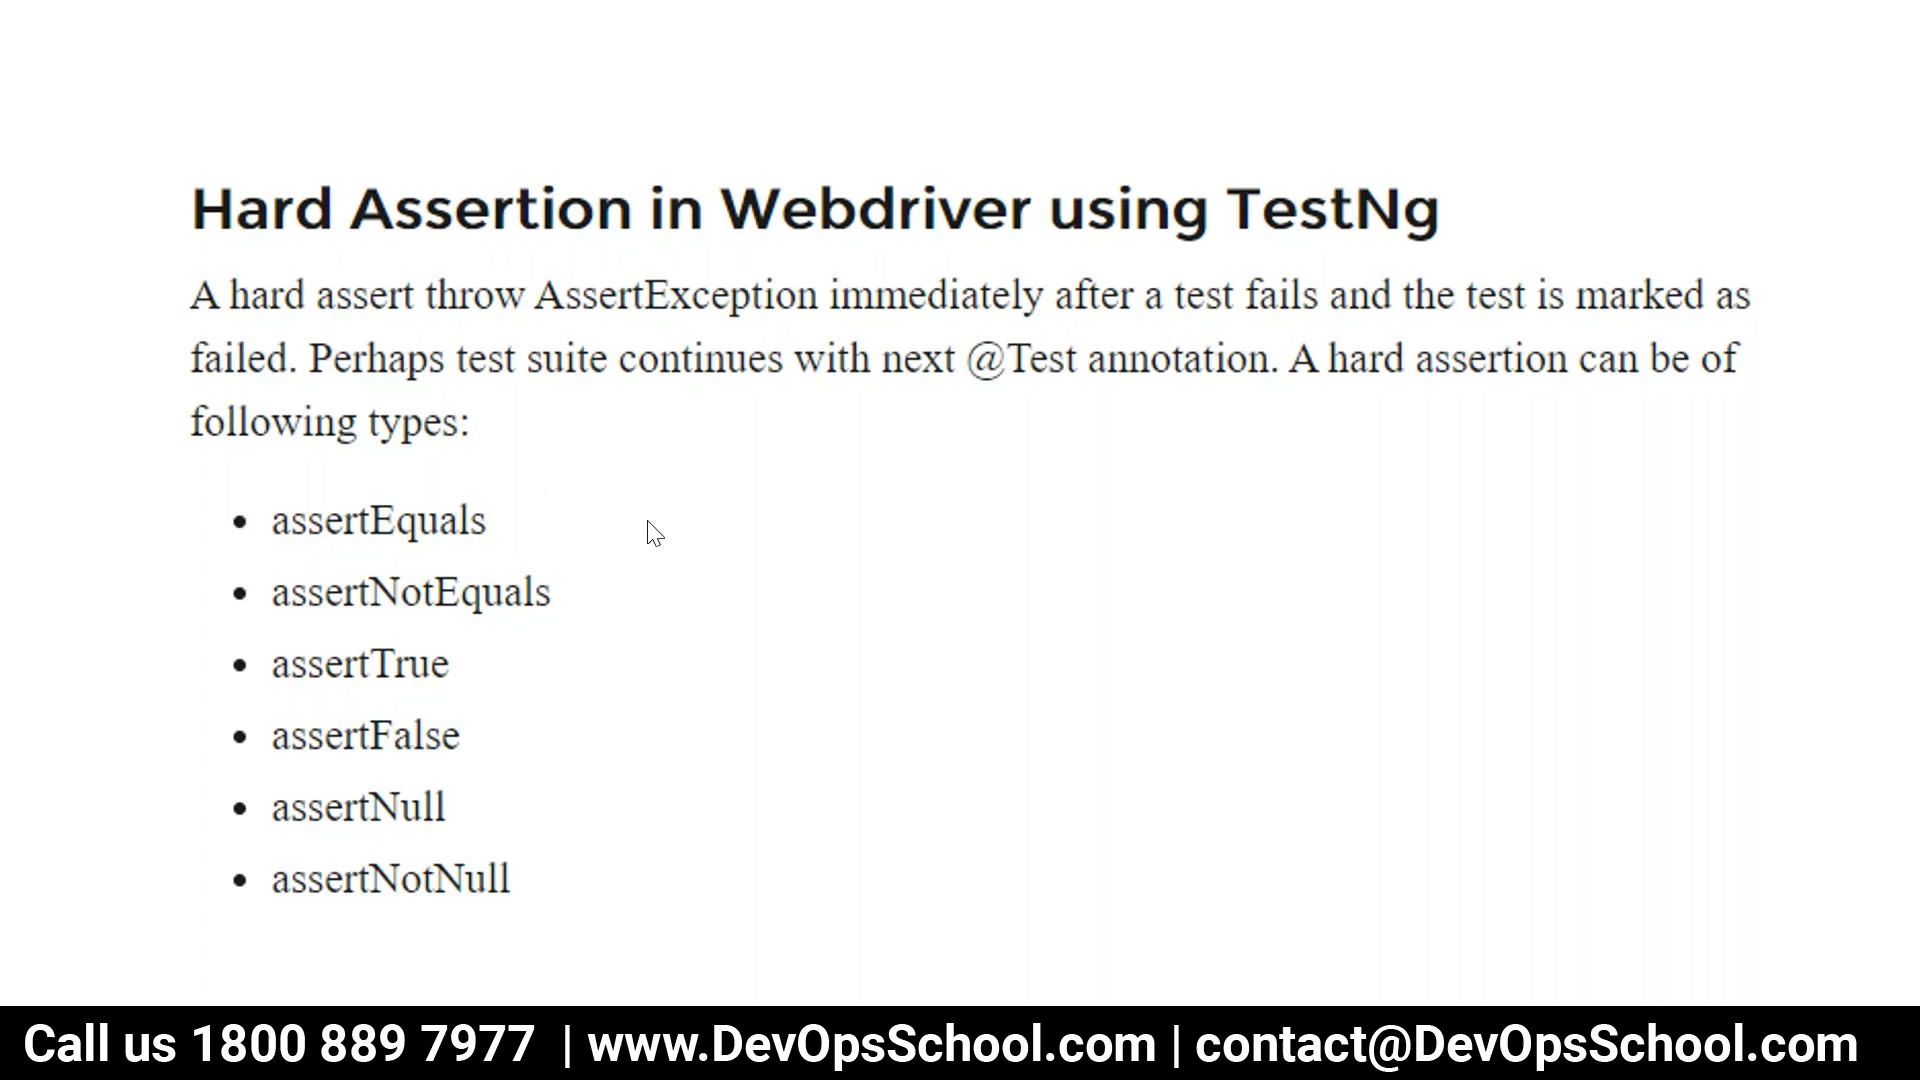 Hard Assertion in Webdriver using TestNg
A hard assert throw AssertException immediately after a test fails and the test is marked as
failed. Perhaps test suite continues with next @Test annotation. A hard assertion can be of
following types:
• assertEquals
• assertNotEquals
• assertTrue
• assertFalse
• assertNull
• assertNotNull
Call us 1800 889 7977 | www.DevOpsSchool.com | contact@DevOpsSchool.com